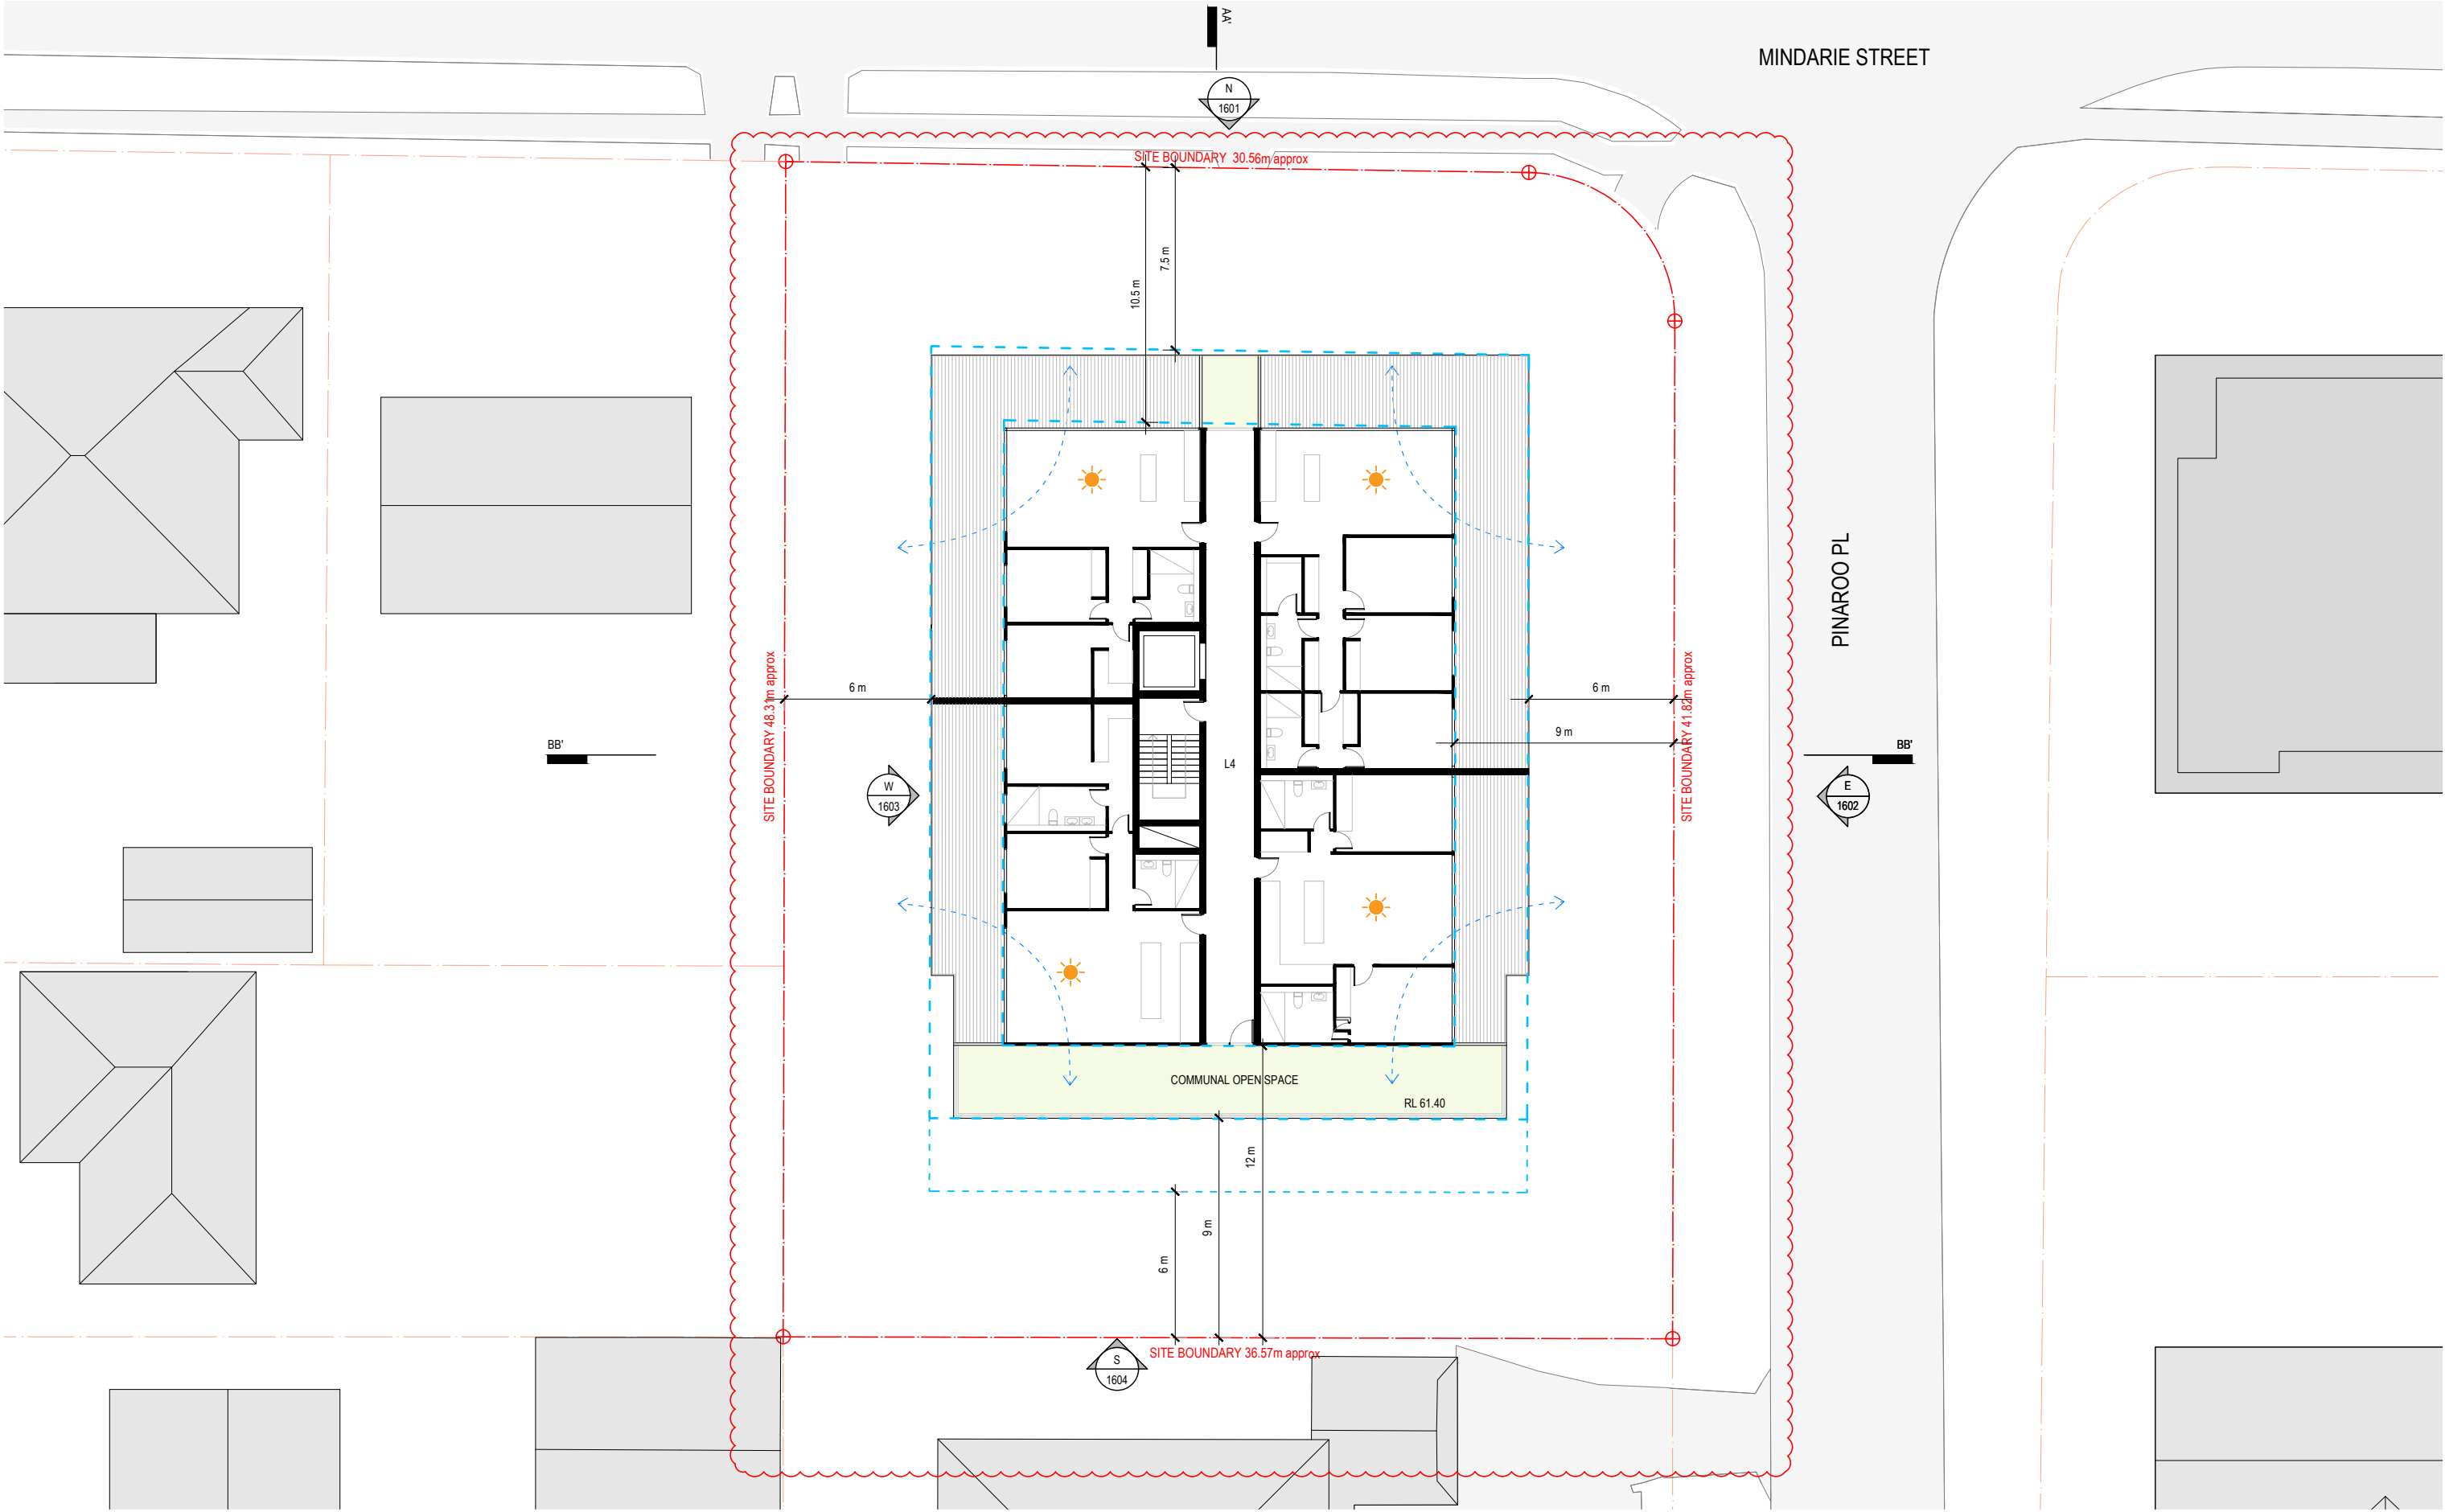 AA'
MINDARIE STREET
N
1601
SITE BOUNDARY 30.56m approx
7.5 m
10.5 m
PINAROO PL
SITE BOUNDARY 48.31m approx
6 m
6 m
SITE BOUNDARY 41.82m approx
9 m
BB'
BB'
L4
W
1603
E
1602
COMMUNAL OPEN SPACE
RL 61.40
12 m
9 m
6 m
SITE BOUNDARY 36.57m approx
S
1604